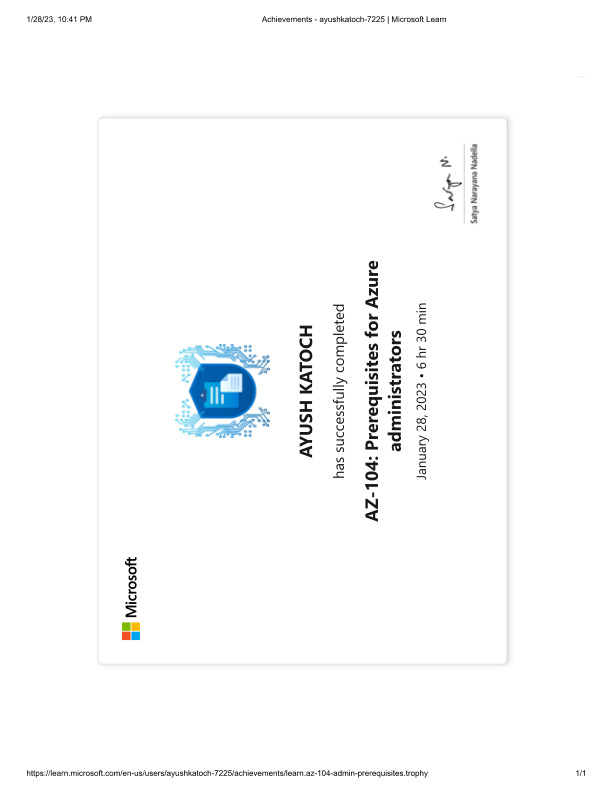 1/28/23, 10:41 PM
Achievements - ayushkatoch-7225 | Microsoft Learn
Microsoft
AYUSH KATOCH
has successfully completed
AZ-104: Prerequisites for Azure
administrators
January 28, 2023 • 6 hr 30 min
Satya N.
Satya Narayana Nadella
https://learn.microsoft.com/en-us/users/ayushkatoch-7225/achievements/learn.az-104-admin-prerequisites.trophy
1/1